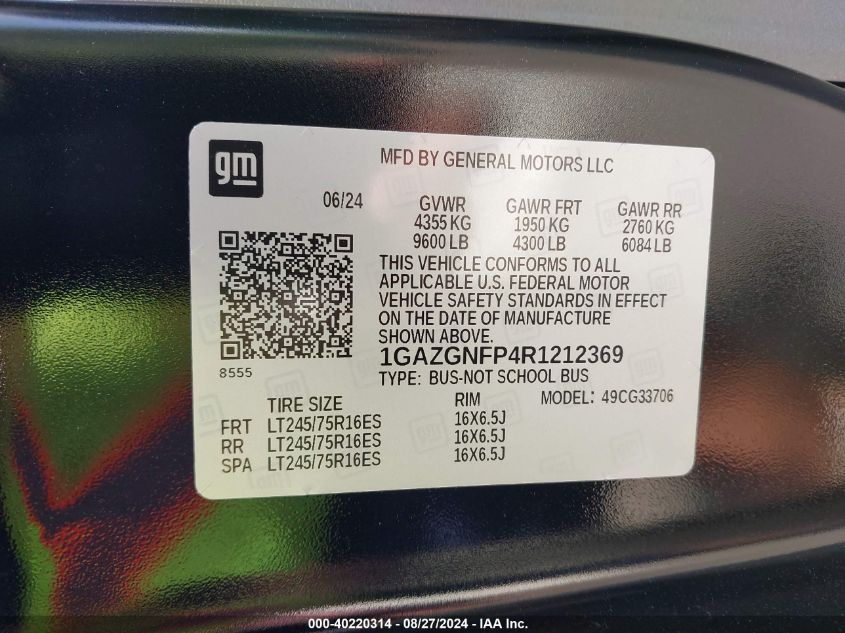 gm
MFD BY GENERAL MOTORS LLC
06/24
GVWR GAWR FRT GAWR RR
4355 KG 1950 KG 2760 KG
9600 LB 4300 LB 6084 LB
THIS VEHICLE CONFORMS TO ALL
APPLICABLE U.S. FEDERAL MOTOR
VEHICLE SAFETY STANDARDS IN EFFECT
ON THE DATE OF MANUFACTURE
SHOWN ABOVE.
1GAZGNFP4R1212369
8555
TYPE: BUS-NOT SCHOOL BUS
TIRE SIZE RIM MODEL: 49CG33706
FRT LT245/75R16ES 16X6.5J
RR LT245/75R16ES 16X6.5J
SPA LT245/75R16ES 16X6.5J
000-40220314 - 08/27/2024 - IAA Inc.